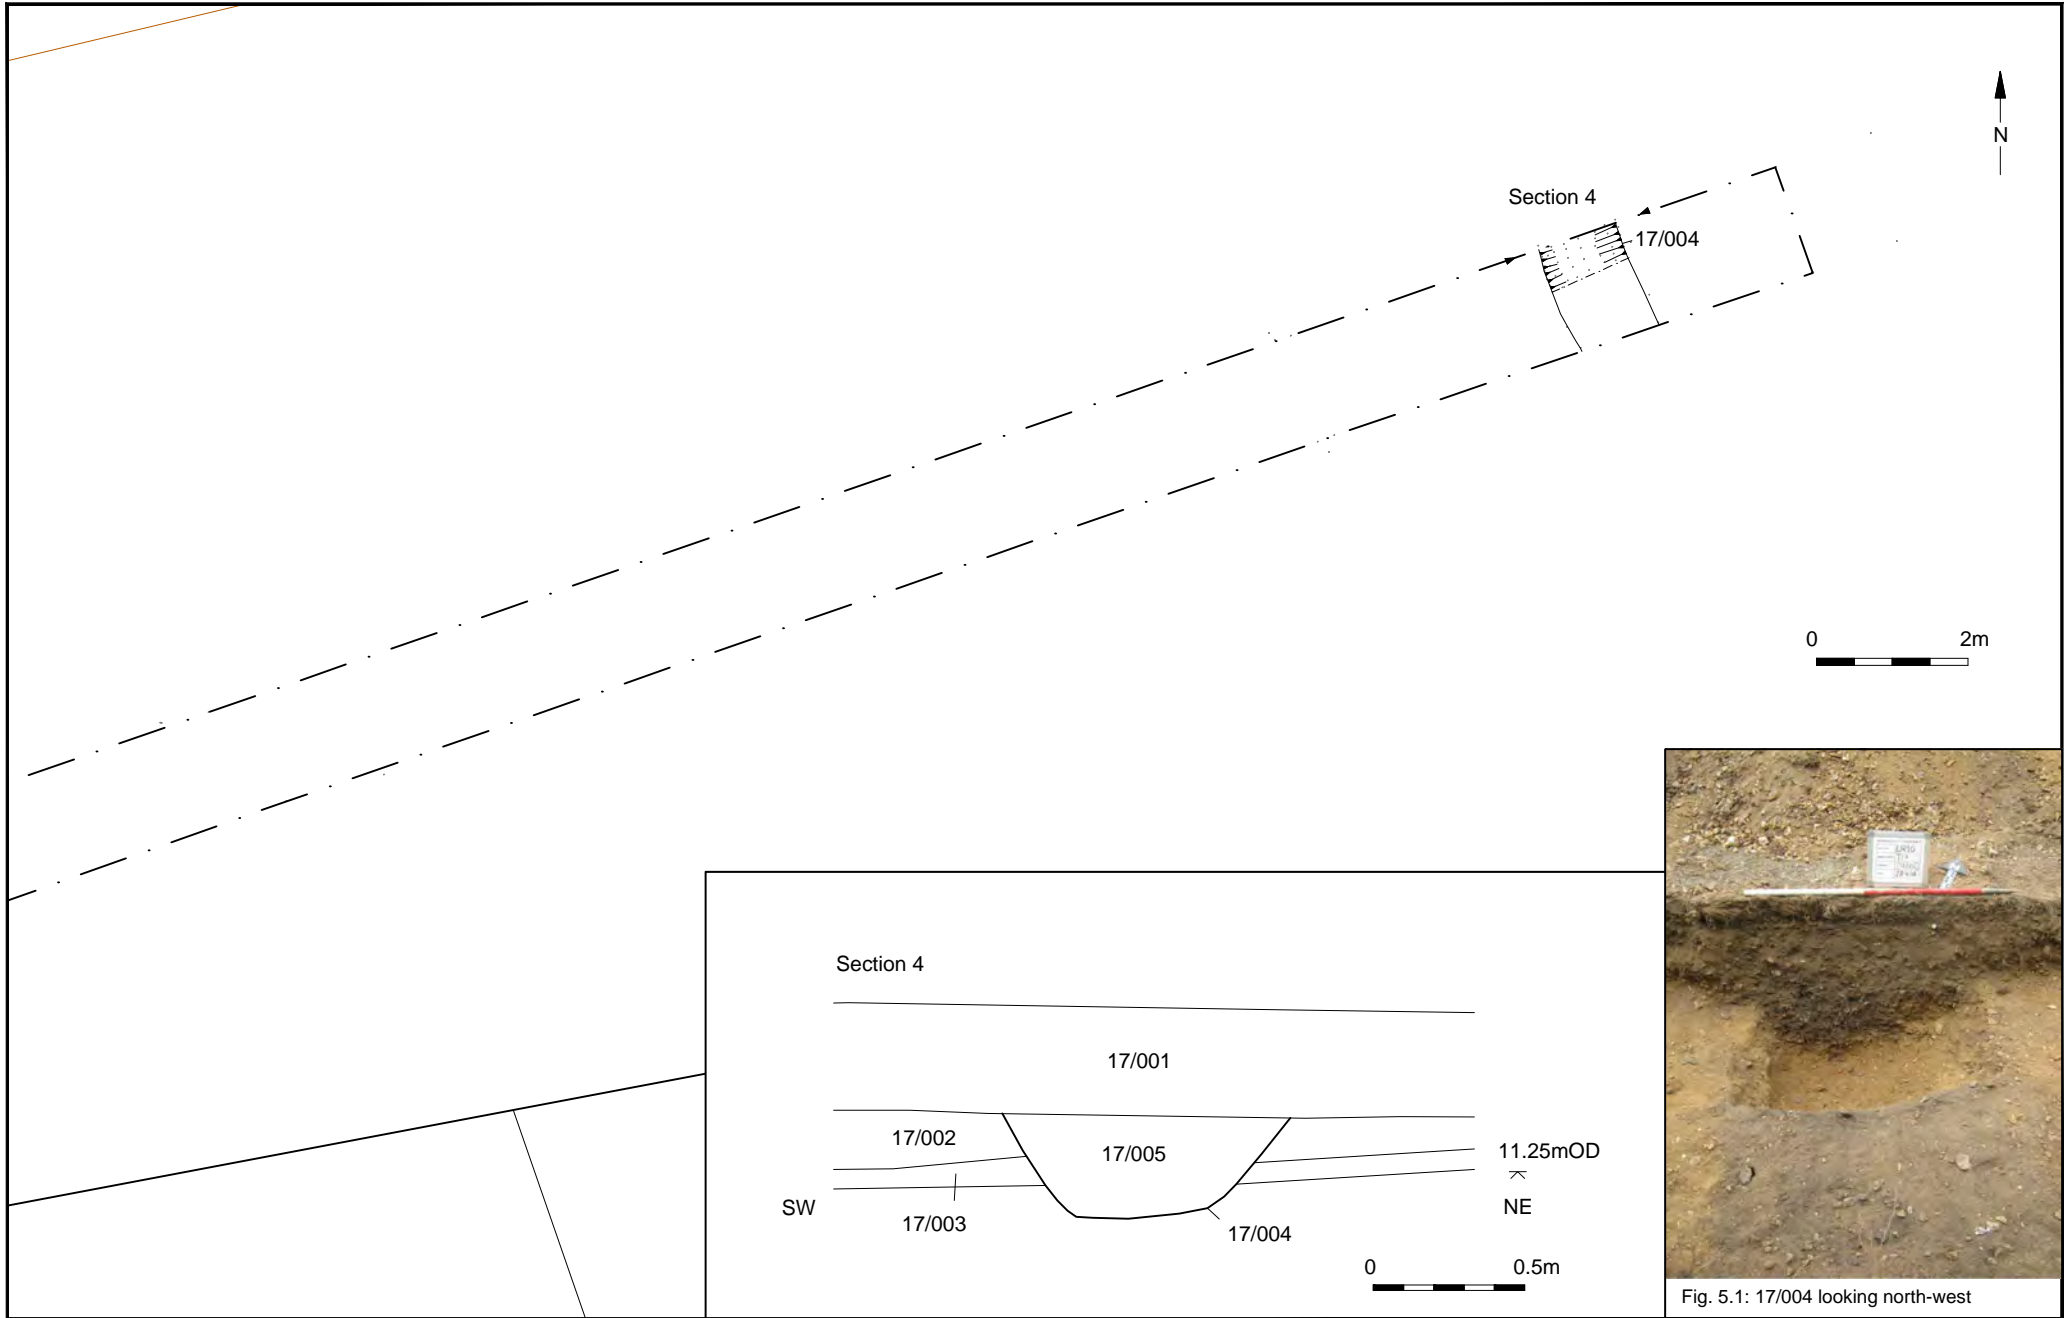 N
Section 4
17/004
0 2m
Section 4
17/001
17/002
17/005
11.25mOD
SW
NE
17/003
17/004
0 0.5m
Fig. 5.1: 17/004 looking north-west